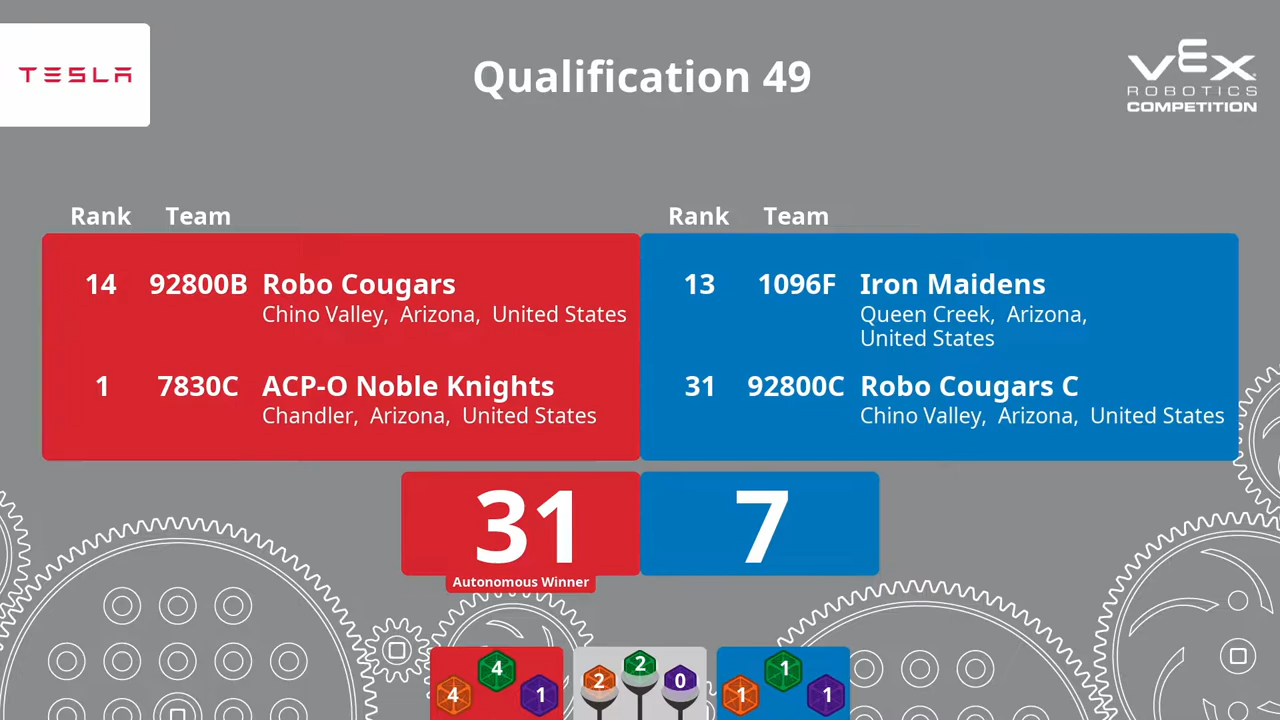 TESLA
Qualification 49
VEX
ROBOTICS
COMPETITION
Rank Team
14 92800B Robo Cougars
Chino Valley, Arizona, United States
1 7830C ACP-O Noble Knights
Chandler, Arizona, United States
Rank Team
13 1096F Iron Maidens
Queen Creek, Arizona,
United States
31 92800C Robo Cougars C
Chino Valley, Arizona, United States
31 7
Autonomous Winner
4 4 1
2 2 0
1 1 1